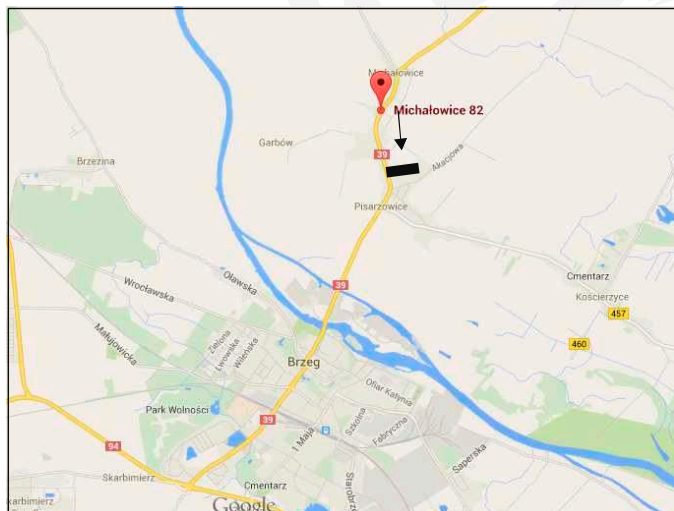 Michałowice
Michałowice 82
Garbów
39
Akacjowa
Brzezina
Pisarzowice
Oławska
Cmentarz
Wrocławska
39
Kościerzyce
457
Małujowicka
Zielona
Lwowska
Wileńska
460
Brzeg
Ofiar Katynia
Park Wolności
Szkolna
Fabryczna
39
1 Maja
94
Saperska
Skarbimierz
Cmentarz
Google